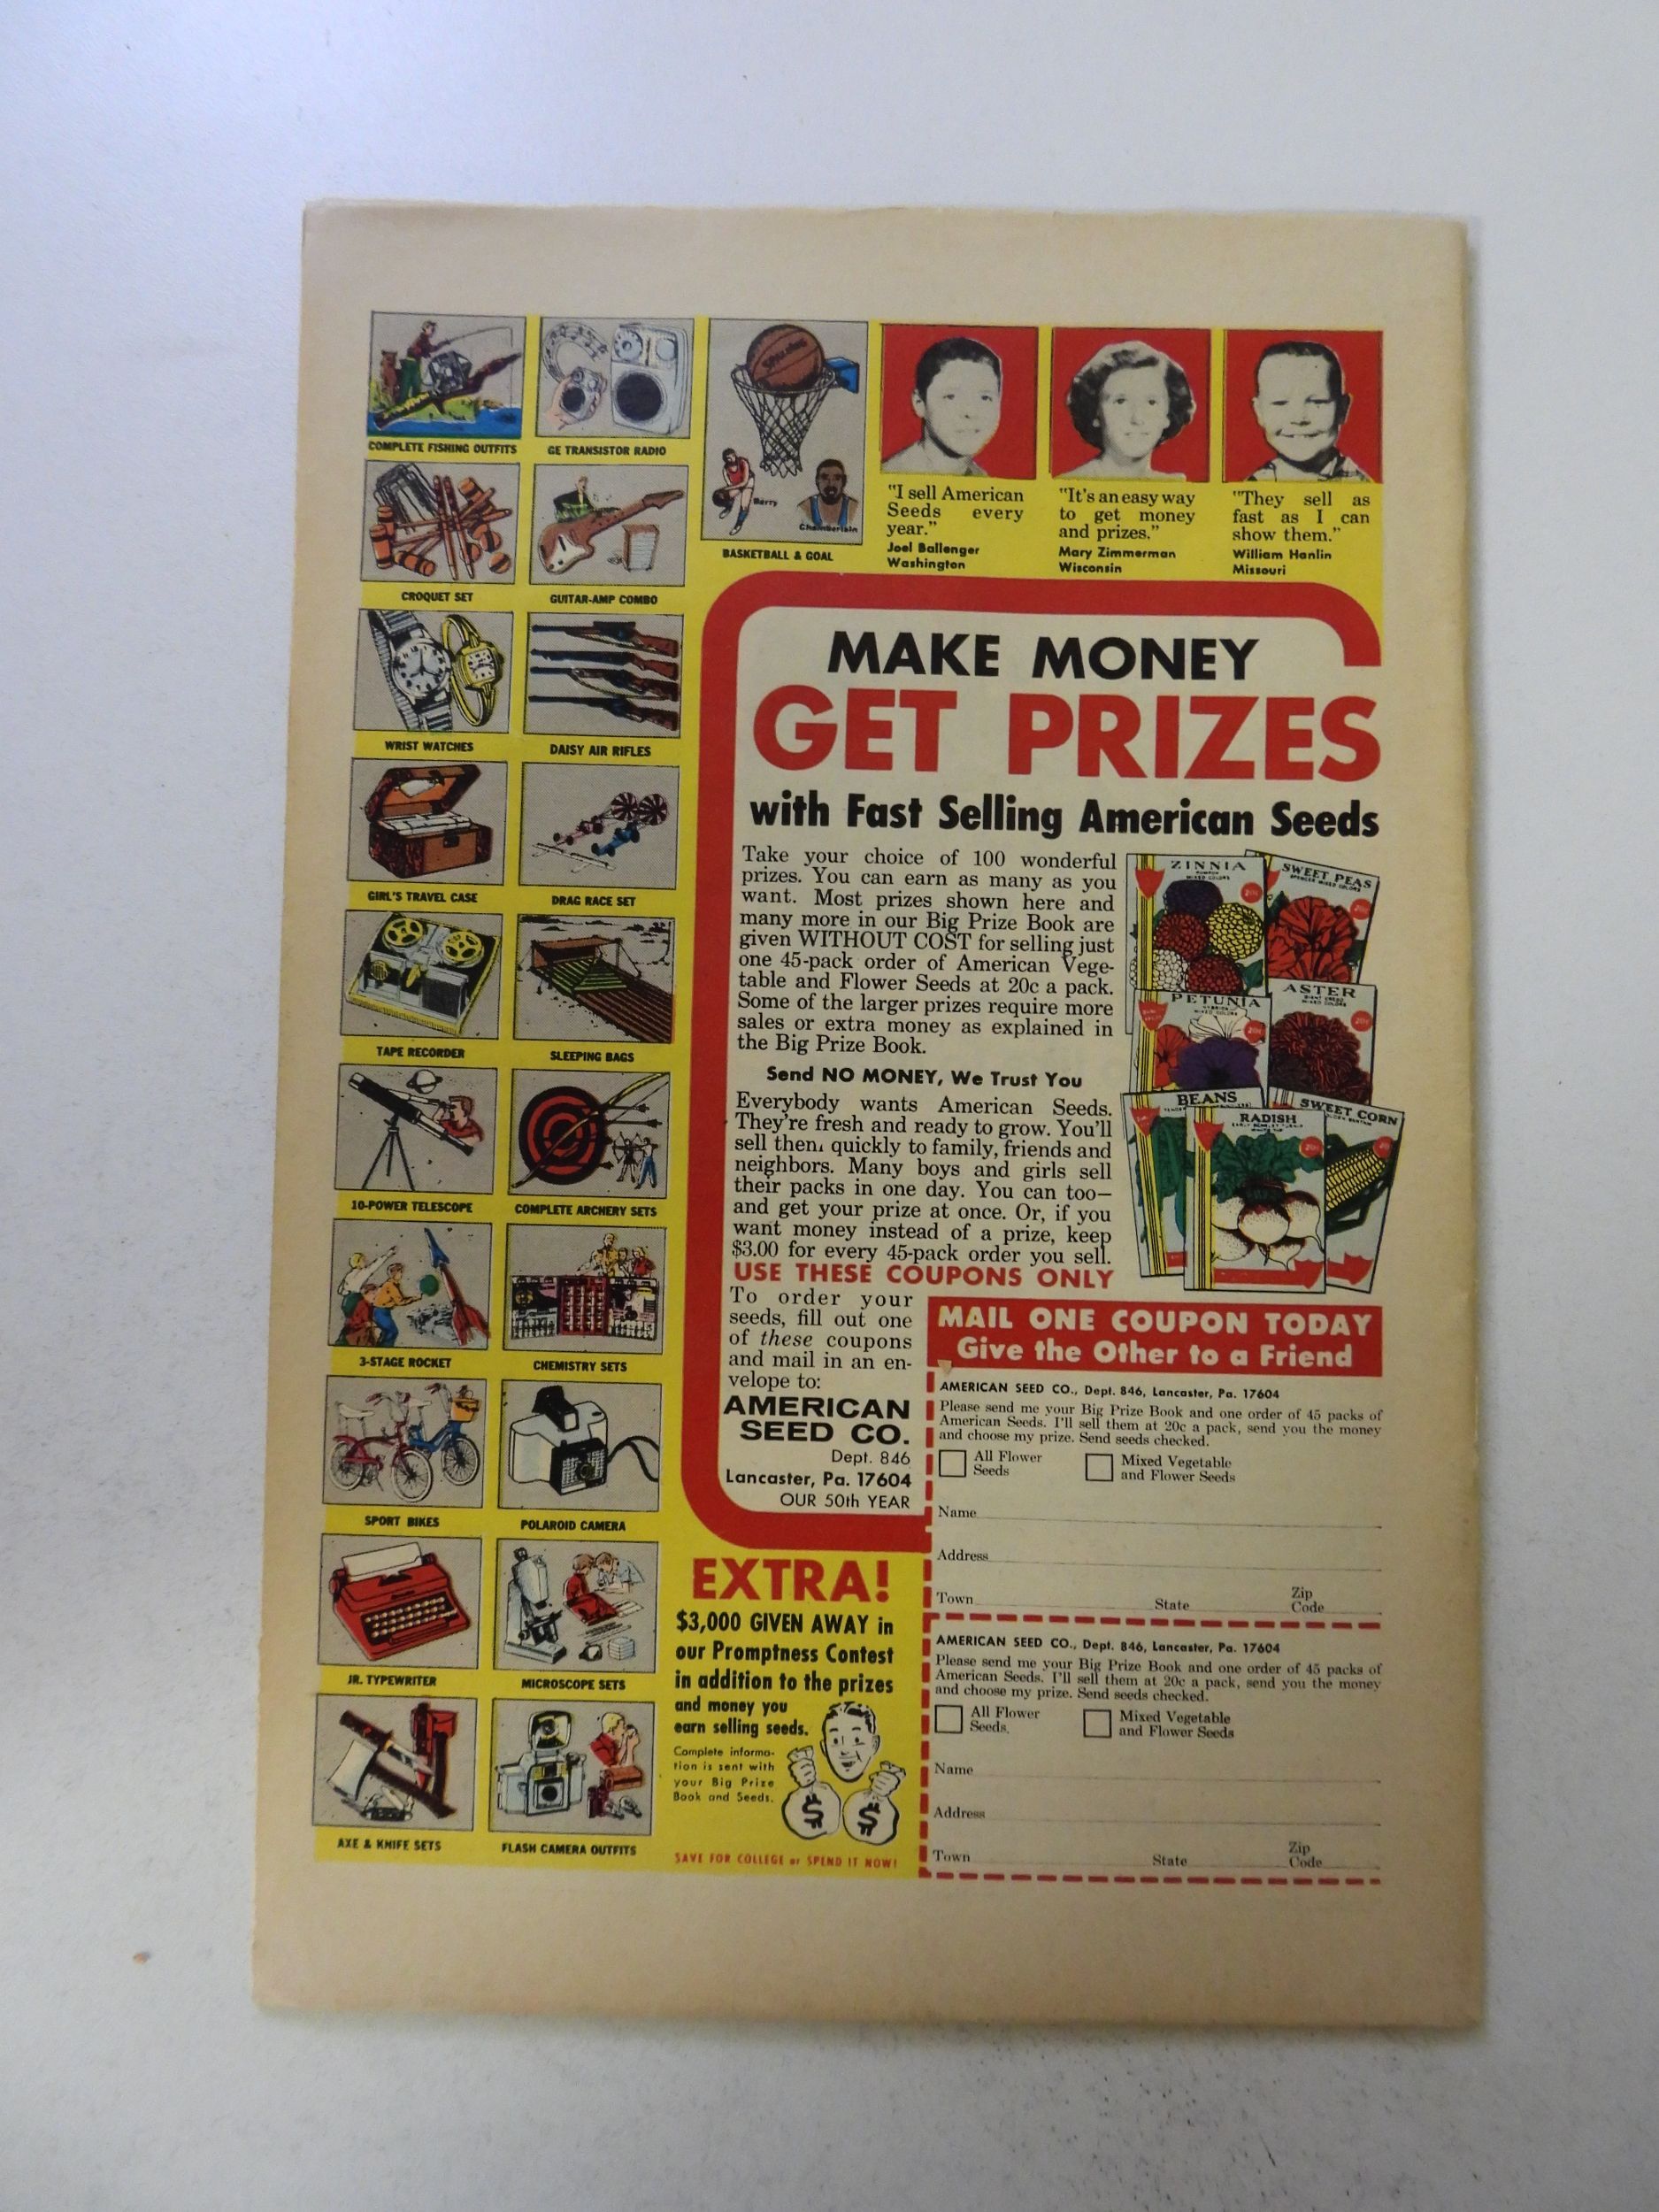 COMPLETE FISHING OUTFITS
GE TRANSISTOR RADIO
CROQUET SET
GUITAR-AMP COMBO
WRIST WATCHES
DAISY AIR RIFLES
GIRL'S TRAVEL CASE
DRAG RACE SET
TAPE RECORDER
SLEEPING BAGS
10-POWER TELESCOPE
COMPLETE ARCHERY SETS
3-STAGE ROCKET
CHEMISTRY SETS
SPORT BIKES
POLAROID CAMERA
JR. TYPEWRITER
MICROSCOPE SETS
AXE & KNIFE SETS
FLASH CAMERA OUTFITS
SPALDING
Barry
Chamberlain
BASKETBALL & GOAL
"I sell American
Seeds every
year."
Joel Ballenger
Washington
"It's an easy way
to get money
and prizes."
Mary Zimmerman
Wisconsin
"They sell as
fast as I can
show them."
William Hanlin
Missouri
MAKE MONEY
GET PRIZES
with Fast Selling American Seeds
Take your choice of 100 wonderful
prizes. You can earn as many as you
want. Most prizes shown here and
many more in our Big Prize Book are
given WITHOUT COST for selling just
one 45-pack order of American Vege-
table and Flower Seeds at 20c a pack.
Some of the larger prizes require more
sales or extra money as explained in
the Big Prize Book.
Send NO MONEY, We Trust You
Everybody wants American Seeds.
They're fresh and ready to grow. You'll
sell them quickly to family, friends and
neighbors. Many boys and girls sell
their packs in one day. You can too—
and get your prize at once. Or, if you
want money instead of a prize, keep
$3.00 for every 45-pack order you sell.
USE THESE COUPONS ONLY
To order your
seeds, fill out one
of these coupons
and mail in an en-
velope to:
AMERICAN
SEED CO.
Dept. 846
Lancaster, Pa. 17604
OUR 50th YEAR
ZINNIA
MIXED COLORS
SWEET PEAS
SPENCER MIXED COLORS
PETUNIA
MIXED COLORS
ASTER
MIXED COLORS
BEANS
RADISH
SWEET CORN
MAIL ONE COUPON TODAY
Give the Other to a Friend
AMERICAN SEED CO., Dept. 846, Lancaster, Pa. 17604
Please send me your Big Prize Book and one order of 45 packs of
American Seeds. I'll sell them at 20c a pack, send you the money
and choose my prize. Send seeds checked.
All Flower
Seeds
Mixed Vegetable
and Flower Seeds
Name
Address
Town State Zip
Code
AMERICAN SEED CO., Dept. 846, Lancaster, Pa. 17604
Please send me your Big Prize Book and one order of 45 packs of
American Seeds. I'll sell them at 20c a pack, send you the money
and choose my prize. Send seeds checked.
All Flower
Seeds.
Mixed Vegetable
and Flower Seeds
Name
Address
Town State Zip
Code
EXTRA!
$3,000 GIVEN AWAY in
our Promptness Contest
in addition to the prizes
and money you
earn selling seeds.
Complete informa-
tion is sent with
your Big Prize
Book and Seeds.
$ $
SAVE FOR COLLEGE or SPEND IT NOW!